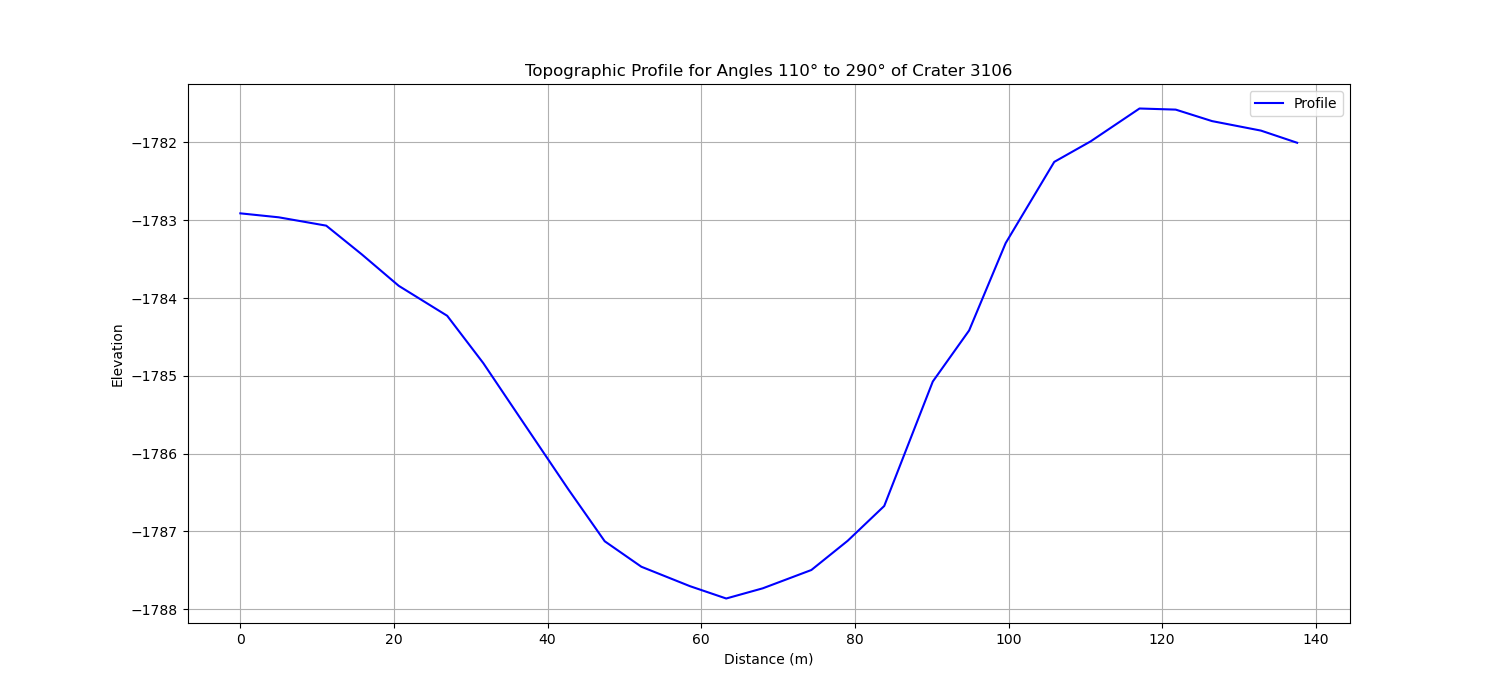 Topographic Profile for Angles 110° to 290° of Crater 3106
Profile
−1782
−1783
−1784
−1785
−1786
−1787
−1788
Elevation
0 20 40 60 80 100 120 140
Distance (m)